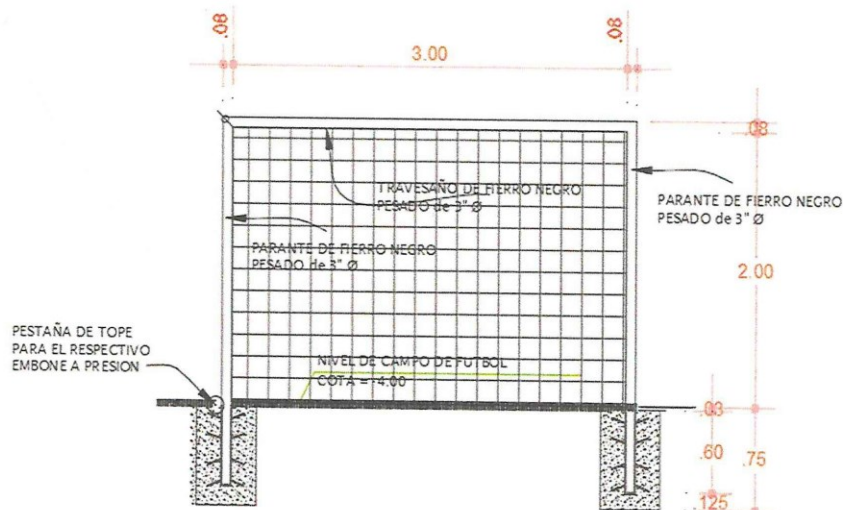 .08
.08
3.00
.08
TRAVESAÑO DE FIERRO NEGRO
PESADO de 3" Ø
PARANTE DE FIERRO NEGRO
PESADO de 3" Ø
PARANTE DE FIERRO NEGRO
PESADO de 3" Ø
2.00
PESTAÑA DE TOPE
PARA EL RESPECTIVO
EMBONE A PRESION
NIVEL DE CAMPO DE FUTBOL
COTA = -4.00
.03
.60
.75
.125